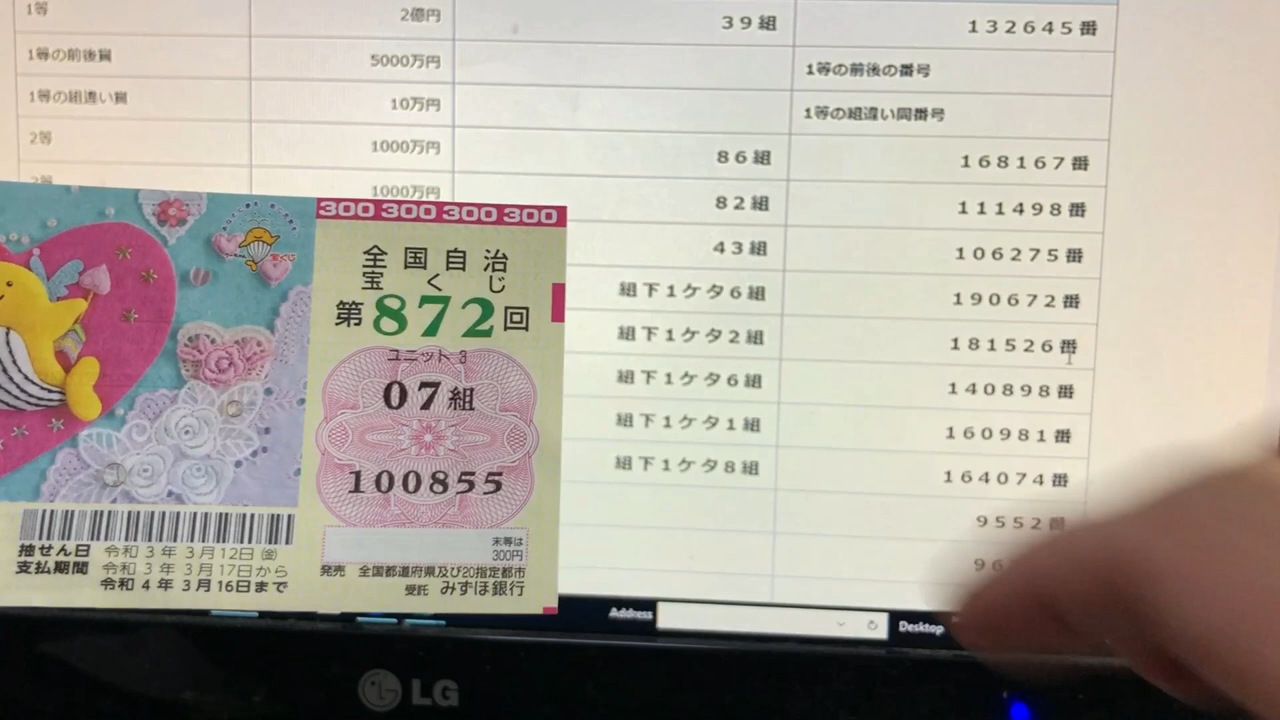 1等 2億円 39組 132645番
1等の前後賞 5000万円 1等の前後の番号
1等の組違い賞 10万円 1等の組違い同番号
2等 1000万円 86組 168167番
2等 1000万円 82組 111498番
43組 106275番
組下1ケタ6組 190672番
組下1ケタ2組 181526番
組下1ケタ6組 140898番
組下1ケタ1組 160981番
組下1ケタ8組 164074番
9552番
300 300 300 300
全国自治
宝くじ
第872回
ユニット 3
07組
100855
末等は
300円
発売 全国都道府県及び20指定都市
受託 みずほ銀行
宝くじ
抽せん日 令和 3 年 3 月 12日 (金)
支払期間 令和 3 年 3 月 17日から
令和 4 年 3 月 16日まで
Address
Desktop
LG